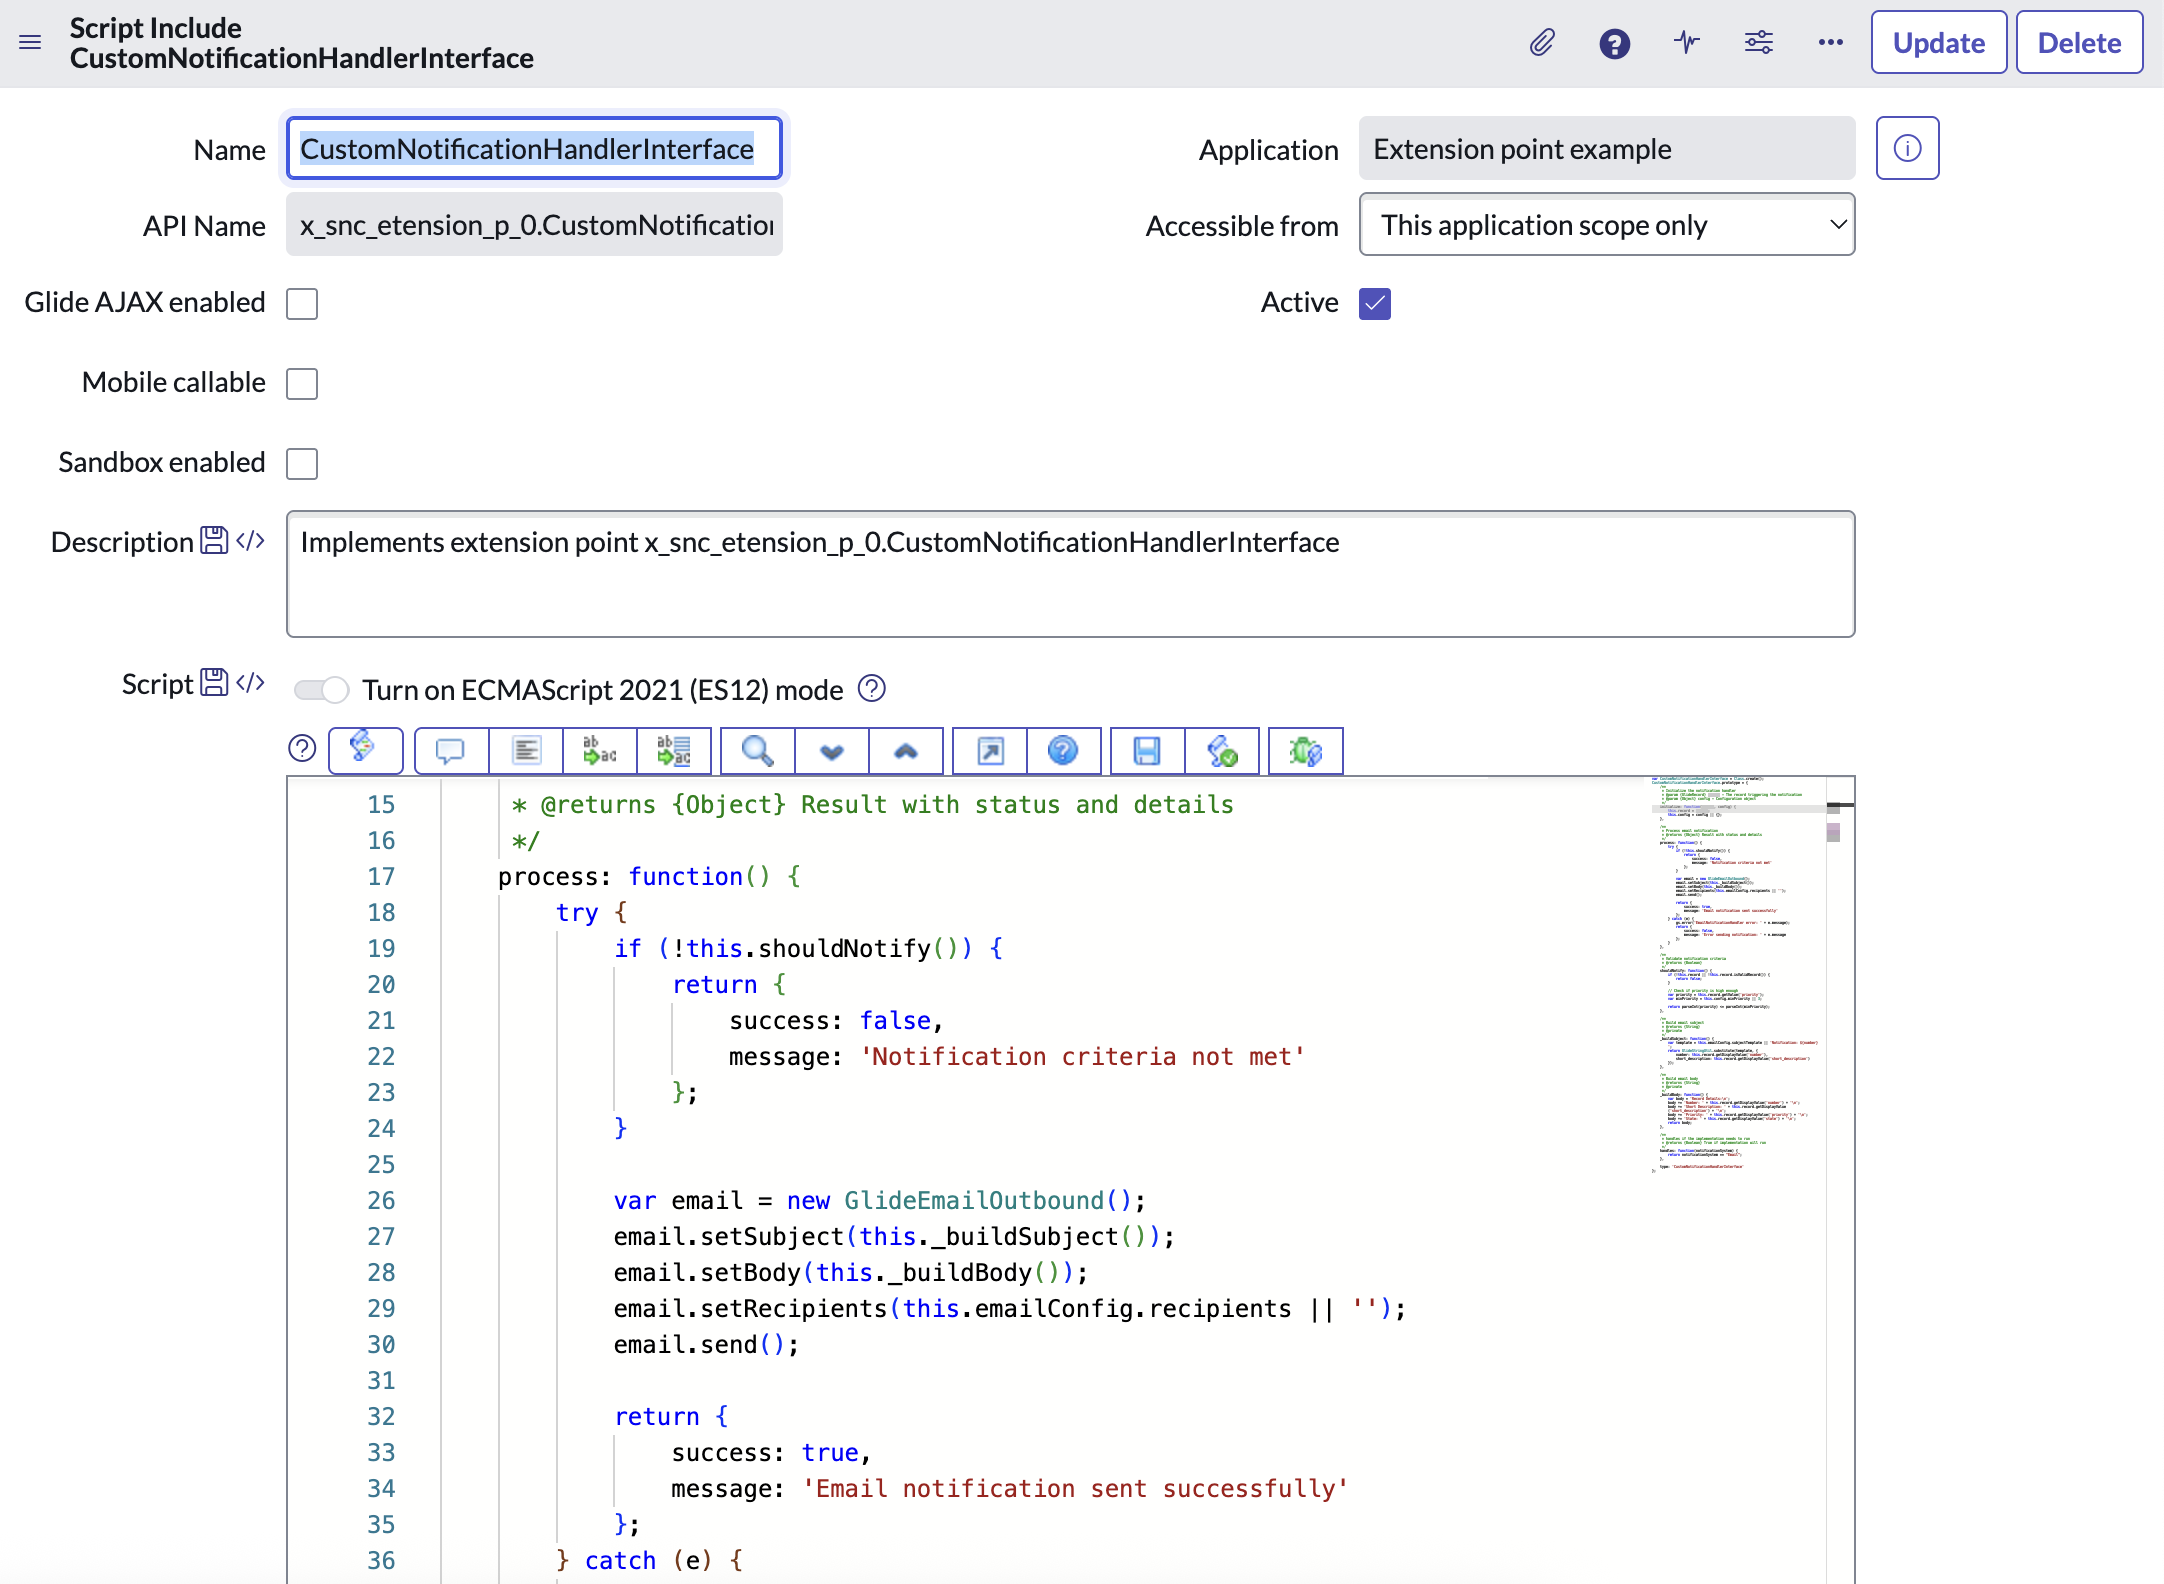 Script Include
CustomNotificationHandlerInterface
Update
Delete
Name
CustomNotificationHandlerInterface
Application
Extension point example
API Name
x_snc_etension_p_0.CustomNotification
Accessible from
This application scope only
Glide AJAX enabled
Active
Mobile callable
Sandbox enabled
Description
Implements extension point x_snc_etension_p_0.CustomNotificationHandlerInterface
Script
Turn on ECMAScript 2021 (ES12) mode
15 * @returns {Object} Result with status and details
16 */
17 process: function() {
18 try {
19 if (!this.shouldNotify()) {
20 return {
21 success: false,
22 message: 'Notification criteria not met'
23 };
24 }
25
26 var email = new GlideEmailOutbound();
27 email.setSubject(this._buildSubject());
28 email.setBody(this._buildBody());
29 email.setRecipients(this.emailConfig.recipients || '');
30 email.send();
31
32 return {
33 success: true,
34 message: 'Email notification sent successfully'
35 };
36 } catch (e) {